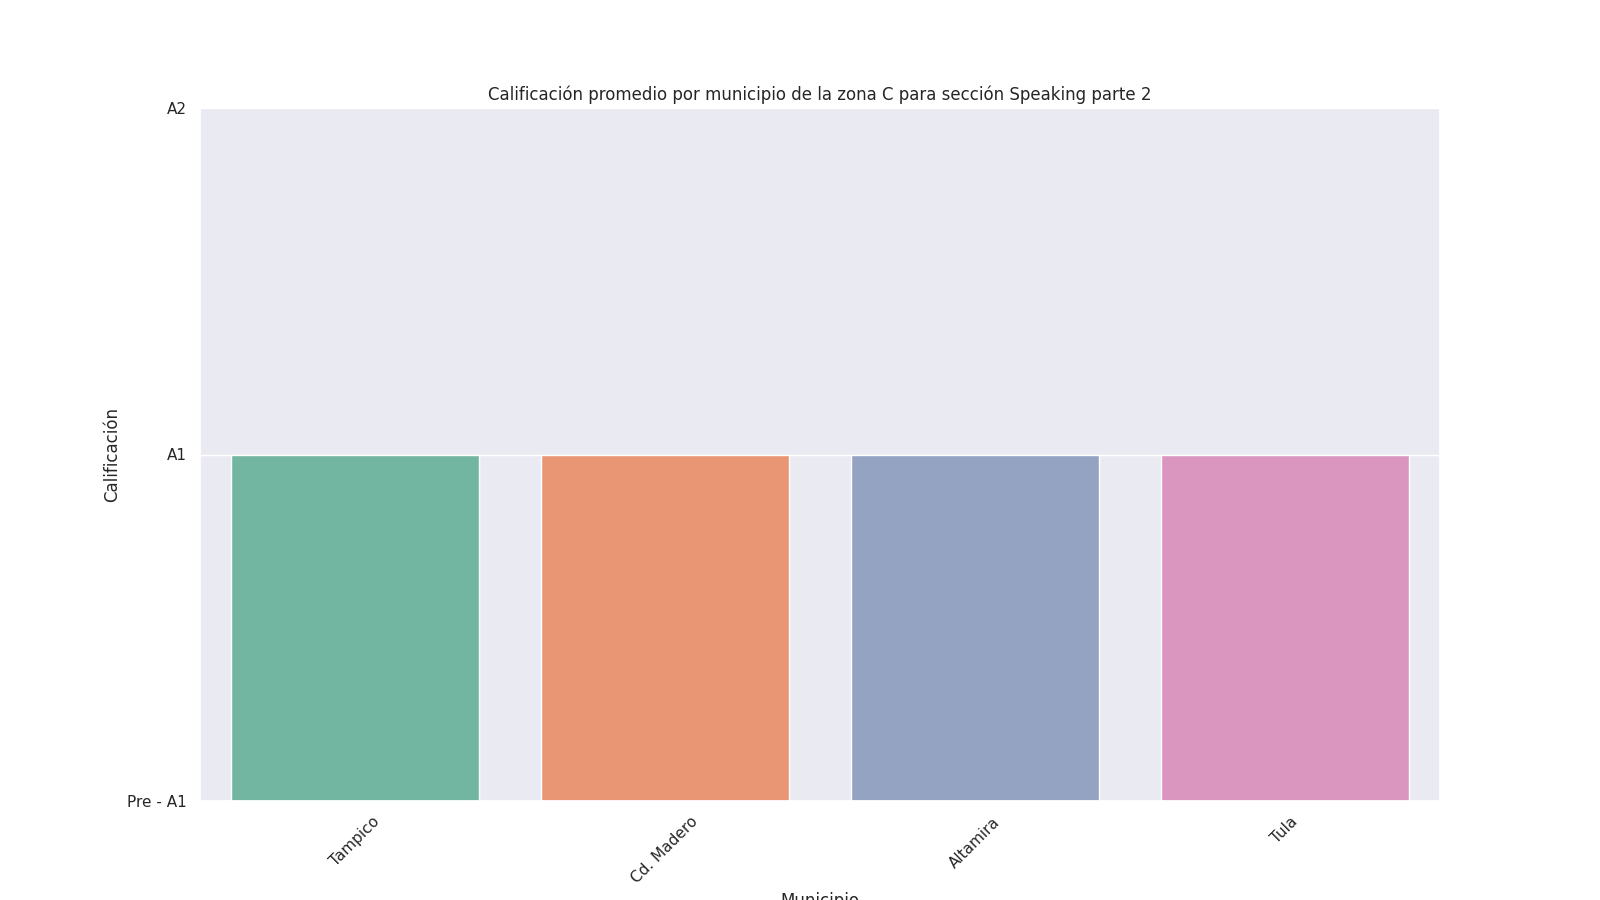 Calificación promedio por municipio de la zona C para sección Speaking parte 2
A2
A1
Pre - A1
Calificación
Tampico
Cd. Madero
Altamira
Tula
Municipio